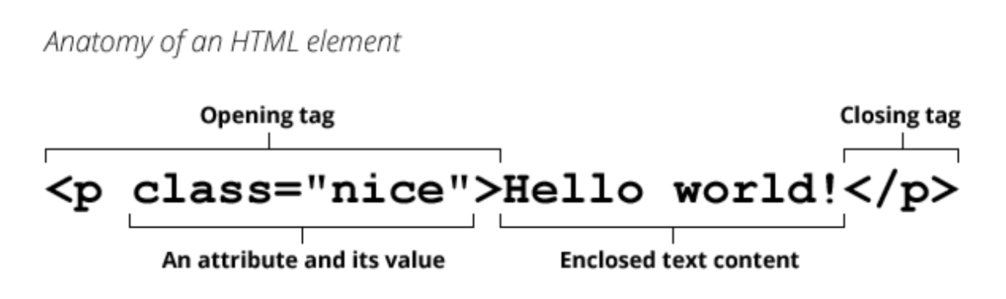 Anatomy of an HTML element
Opening tag Closing tag
<p class="nice">Hello world!</p>
An attribute and its value Enclosed text content